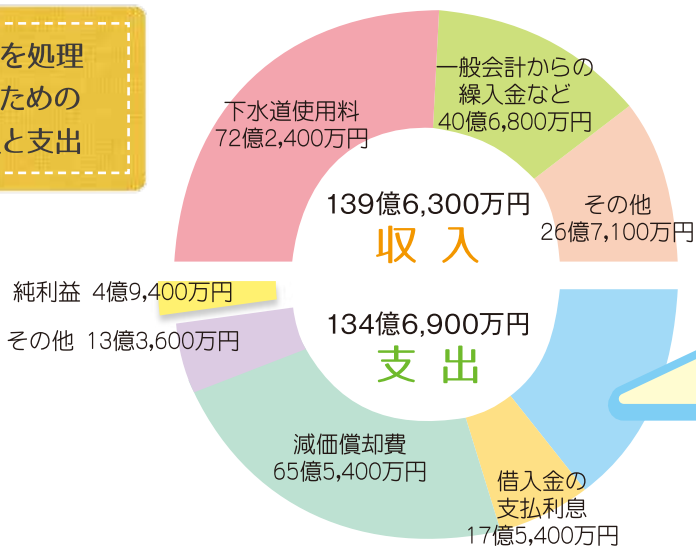 を処理
ための
と支出
一般会計からの
繰入金など
40億6,800万円
下水道使用料
72億2,400万円
139億6,300万円
収入
その他
26億7,100万円
純利益 4億9,400万円
その他 13億3,600万円
134億6,900万円
支出
減価償却費
65億5,400万円
借入金の
支払利息
17億5,400万円